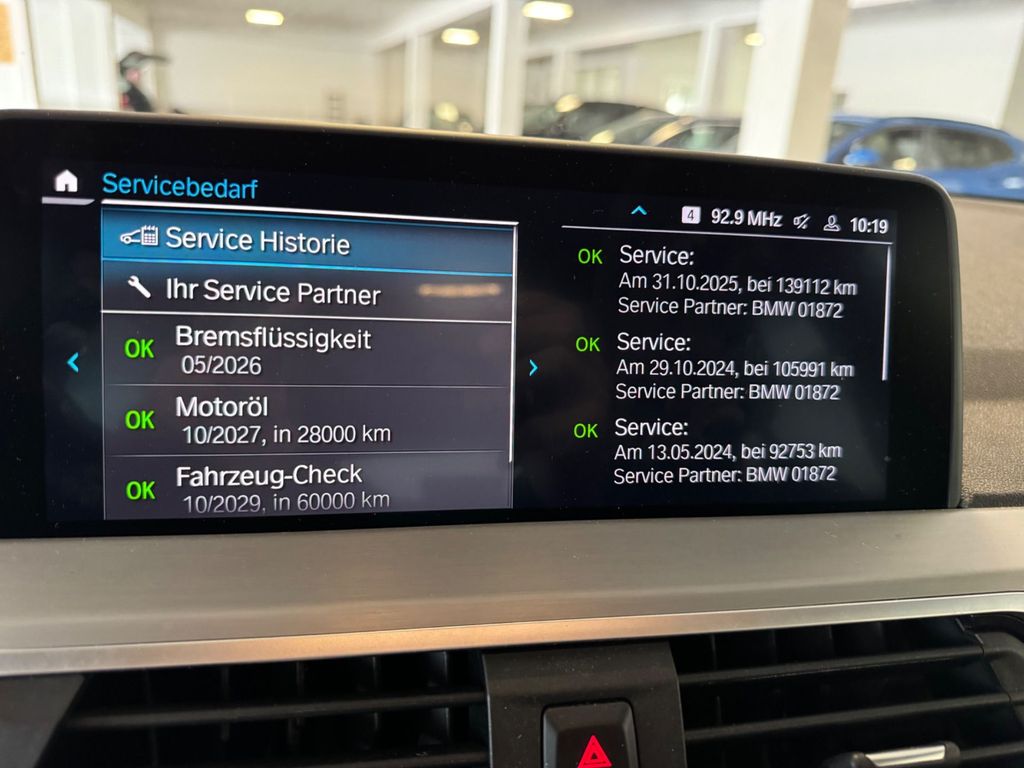 Servicebedarf
4 92.9 MHz 10:19
Service Historie
Ihr Service Partner
OK Bremsflüssigkeit
05/2026
OK Motoröl
10/2027, in 28000 km
OK Fahrzeug-Check
10/2029, in 60000 km
OK Service:
Am 31.10.2025, bei 139112 km
Service Partner: BMW 01872
OK Service:
Am 29.10.2024, bei 105991 km
Service Partner: BMW 01872
OK Service:
Am 13.05.2024, bei 92753 km
Service Partner: BMW 01872